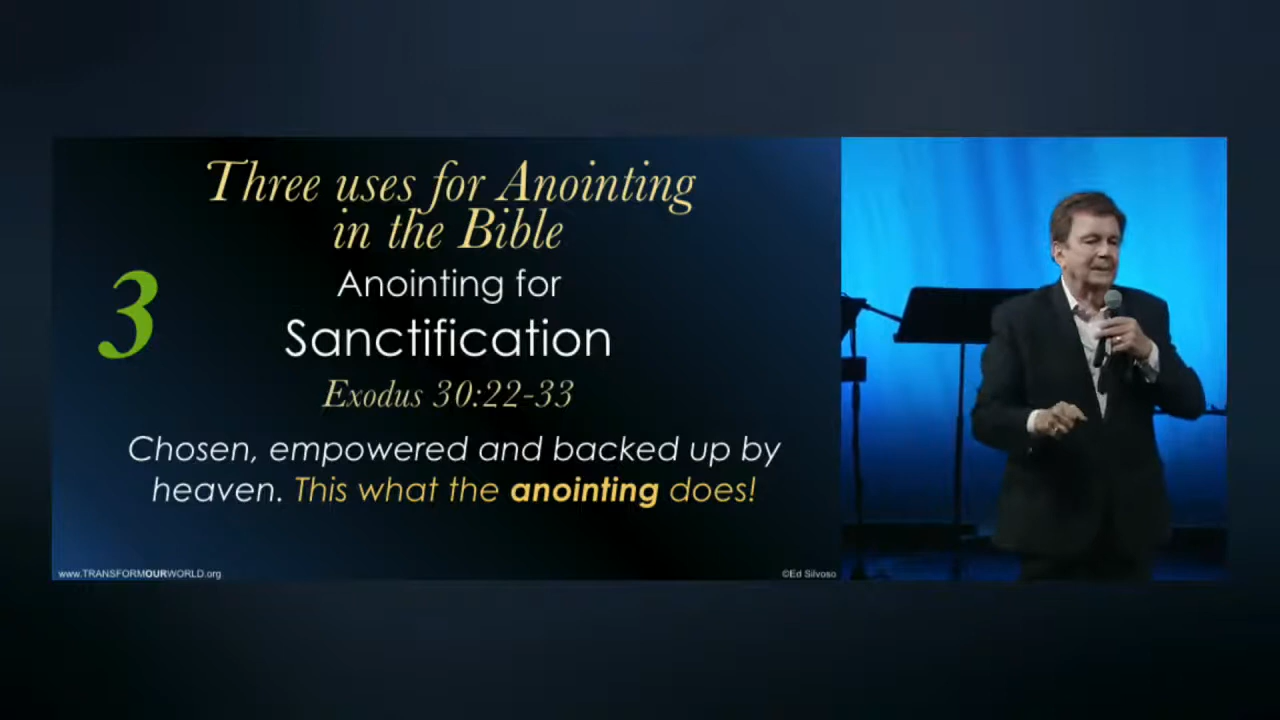 Three uses for Anointing
in the Bible
3
Anointing for
Sanctification
Exodus 30:22-33
Chosen, empowered and backed up by
heaven. This what the anointing does!
www.TRANSFORMOURWORLD.org
©Ed Silvoso